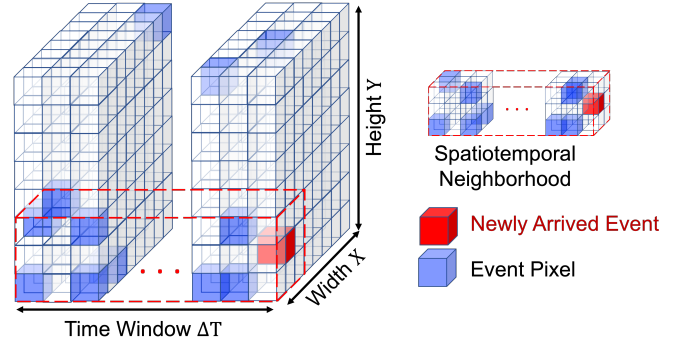 Height Y
Width X
Time Window ΔT
Spatiotemporal
Neighborhood
Newly Arrived Event
Event Pixel